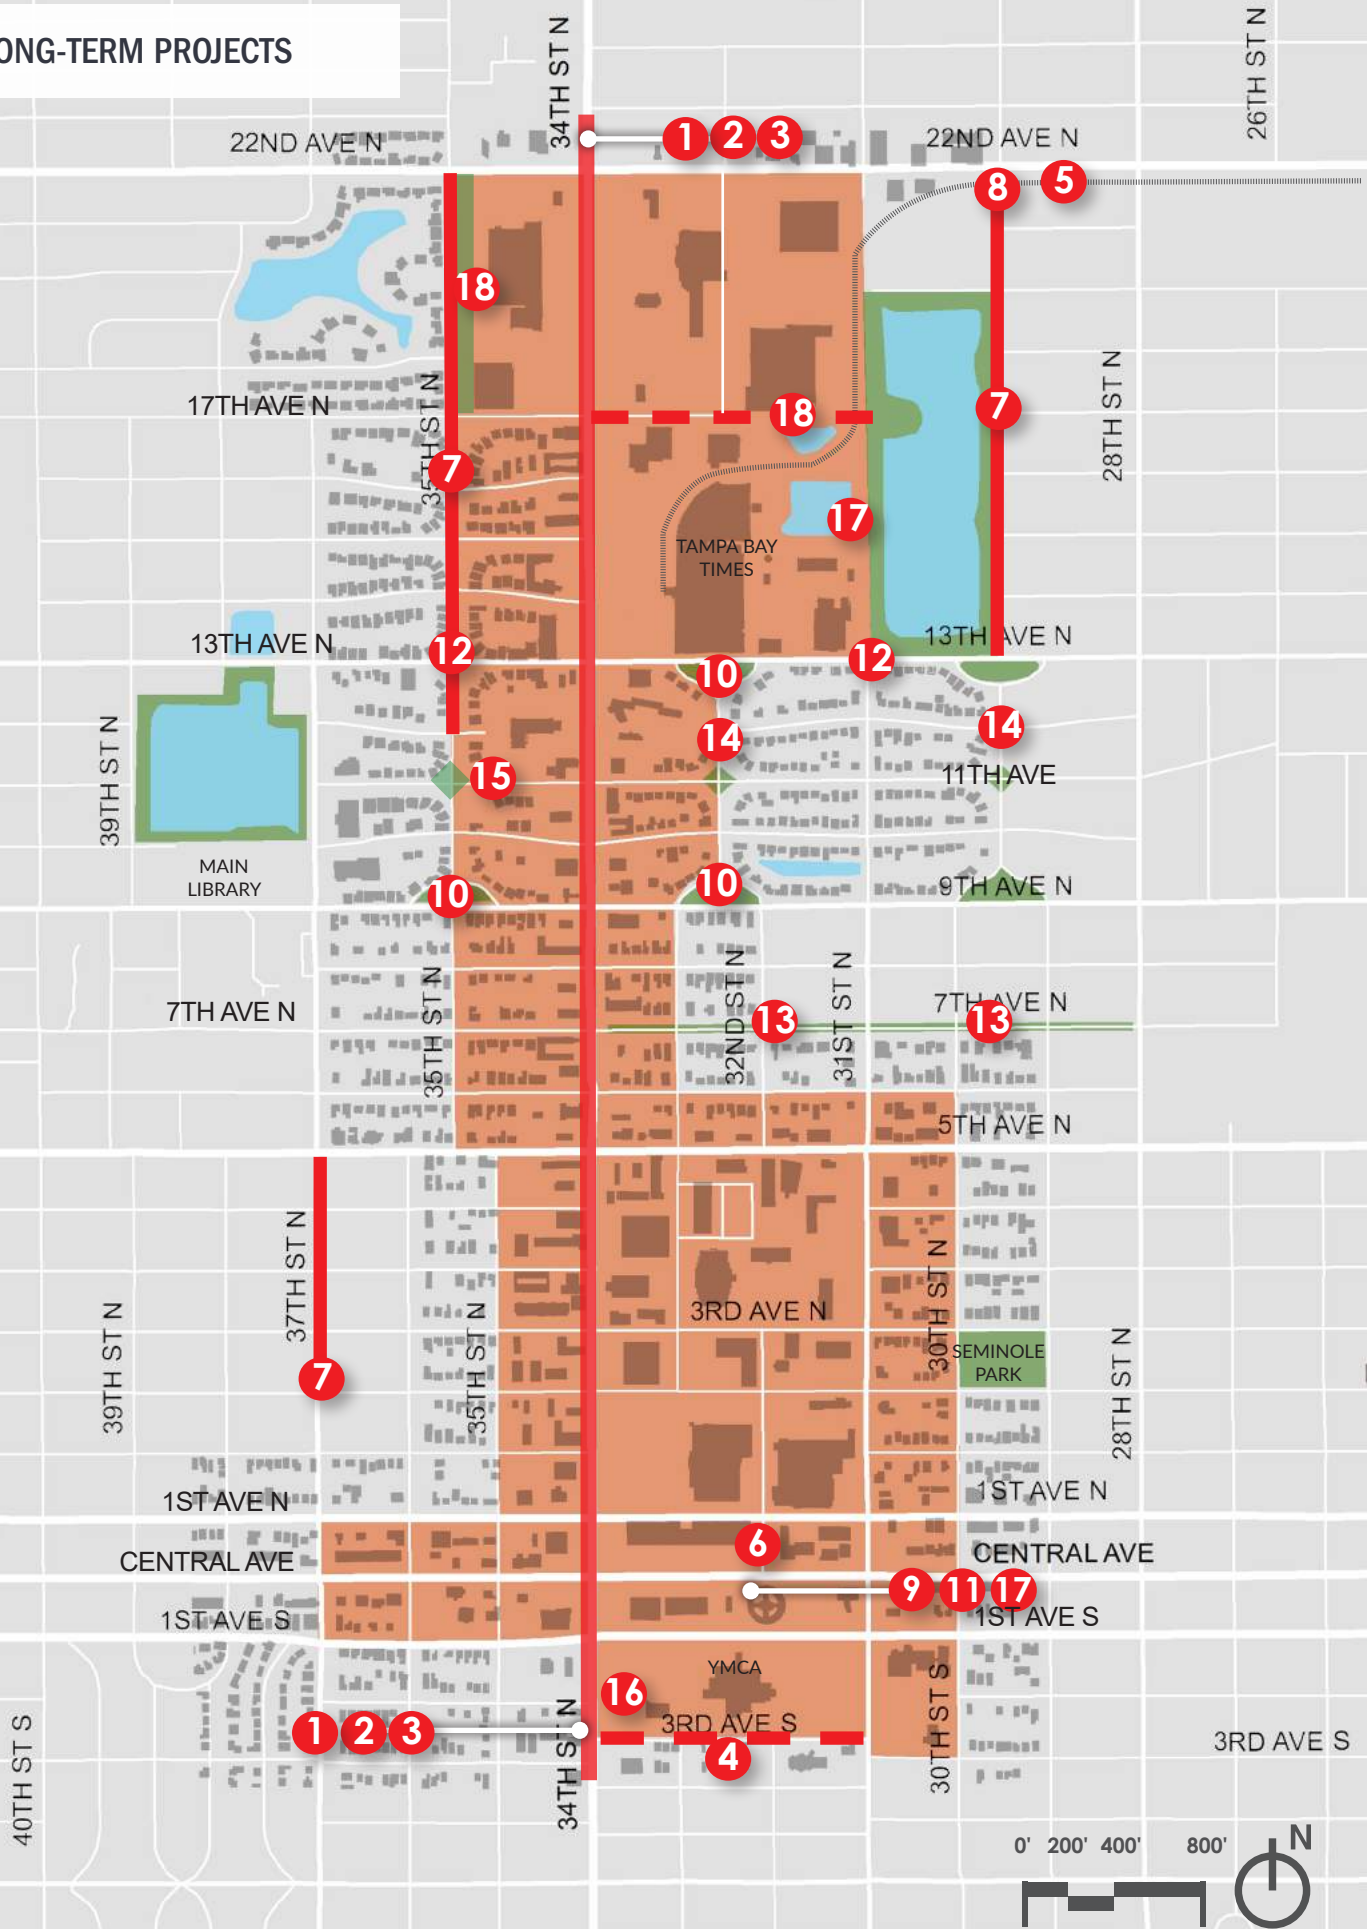 ONG-TERM PROJECTS
34TH ST N
26TH ST N
22ND AVE N
1 2 3
22ND AVE N
8 5
18
35TH ST N
17TH AVE N
18
7
28TH ST N
7
17
TAMPA BAY
TIMES
13TH AVE N
12
12
13TH AVE N
10
39TH ST N
14
14
15
11TH AVE
MAIN
LIBRARY
10
10
9TH AVE N
35TH ST N
32ND ST N
31ST ST N
7TH AVE N
13
7TH AVE N
13
5TH AVE N
37TH ST N
30TH ST N
39TH ST N
35TH ST N
3RD AVE N
SEMINOLE
PARK
28TH ST N
7
1ST AVE N
1ST AVE N
6
CENTRAL AVE
CENTRAL AVE
9 11 17
1ST AVE S
1ST AVE S
YMCA
16
30TH ST S
1 2 3
34TH ST N
3RD AVE S
4
3RD AVE S
40TH ST S
0' 200' 400' 800'
N